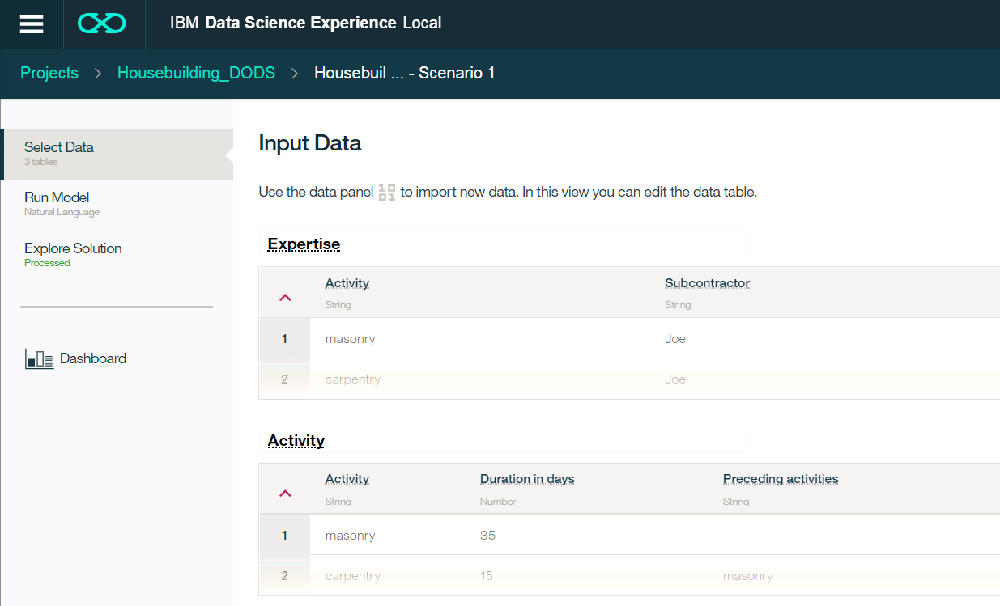 IBM Data Science Experience Local
Projects > Housebuilding_DODS > Housebuil ... - Scenario 1
Select Data
3 tables
Run Model
Natural Language
Explore Solution
Processed
Dashboard
Input Data
Use the data panel to import new data. In this view you can edit the data table.
Expertise
Activity Subcontractor
String String
1 masonry Joe
2 carpentry Joe
Activity
Activity Duration in days Preceding activities
String Number String
1 masonry 35
2 carpentry 15 masonry